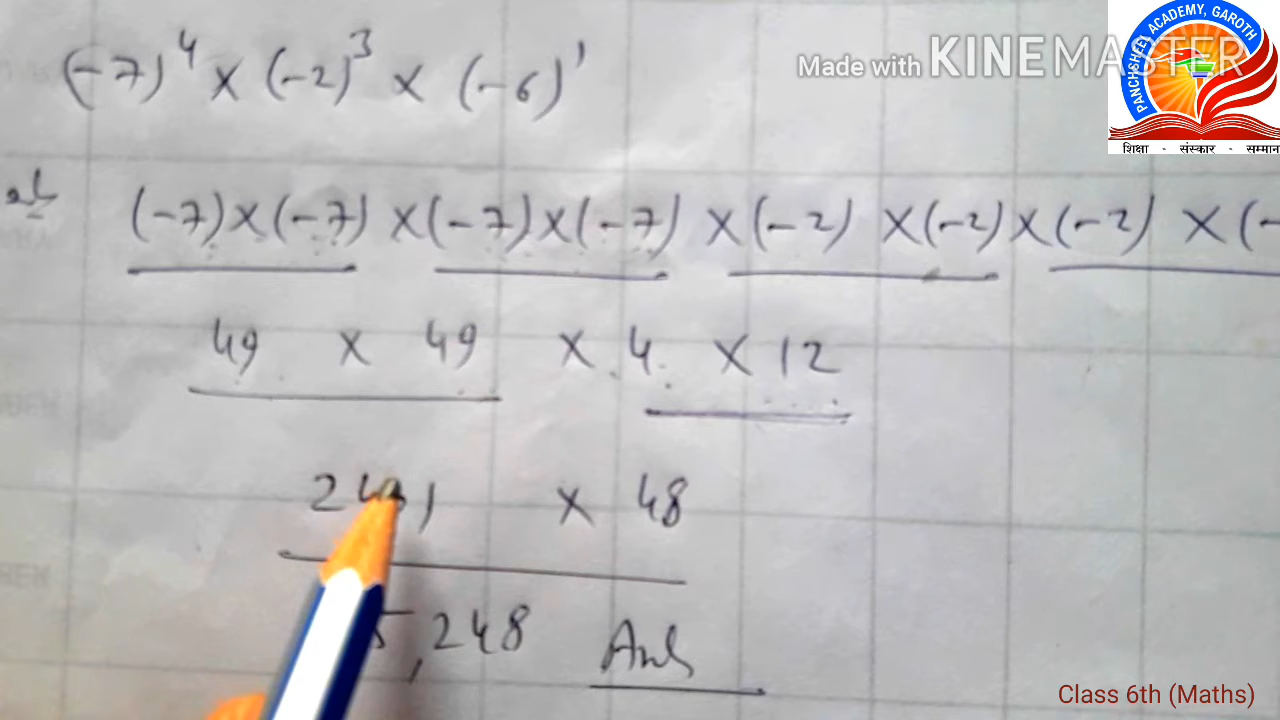 (-7)⁴ × (-2)³ × (-6)¹
Made with KINEMASTER
PANCHSHEEL ACADEMY, GAROTH
शिक्षा - संस्कार - सम्मान
(-7)×(-7) ×(-7)×(-7) ×(-2) ×(-2)×(-2) ×(-
49 × 49 × 4 × 12
24 1 × 48
5,248 Ans
Class 6th (Maths)